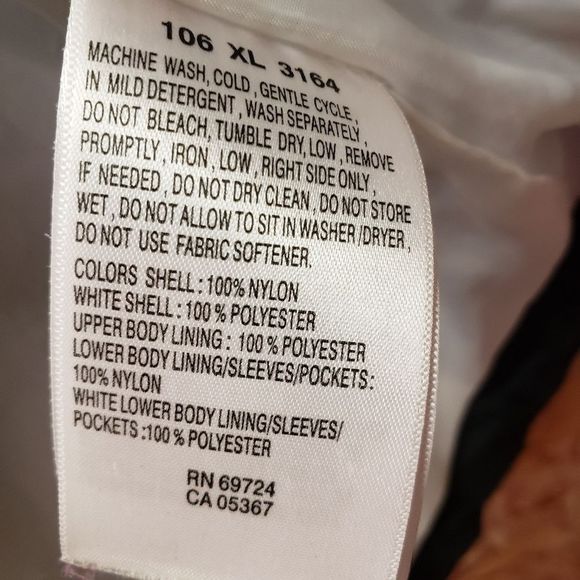 106 XL 3164
MACHINE WASH, COLD, GENTLE CYCLE,
IN MILD DETERGENT, WASH SEPARATELY,
DO NOT BLEACH, TUMBLE DRY, LOW, REMOVE
PROMPTLY, IRON, LOW, RIGHT SIDE ONLY,
IF NEEDED, DO NOT DRY CLEAN, DO NOT STORE
WET, DO NOT ALLOW TO SIT IN WASHER/DRYER,
DO NOT USE FABRIC SOFTENER.
COLORS SHELL: 100% NYLON
WHITE SHELL: 100% POLYESTER
UPPER BODY LINING: 100% POLYESTER
LOWER BODY LINING/SLEEVES/POCKETS:
100% NYLON
WHITE LOWER BODY LINING/SLEEVES/
POCKETS:100% POLYESTER
RN 69724
CA 05367